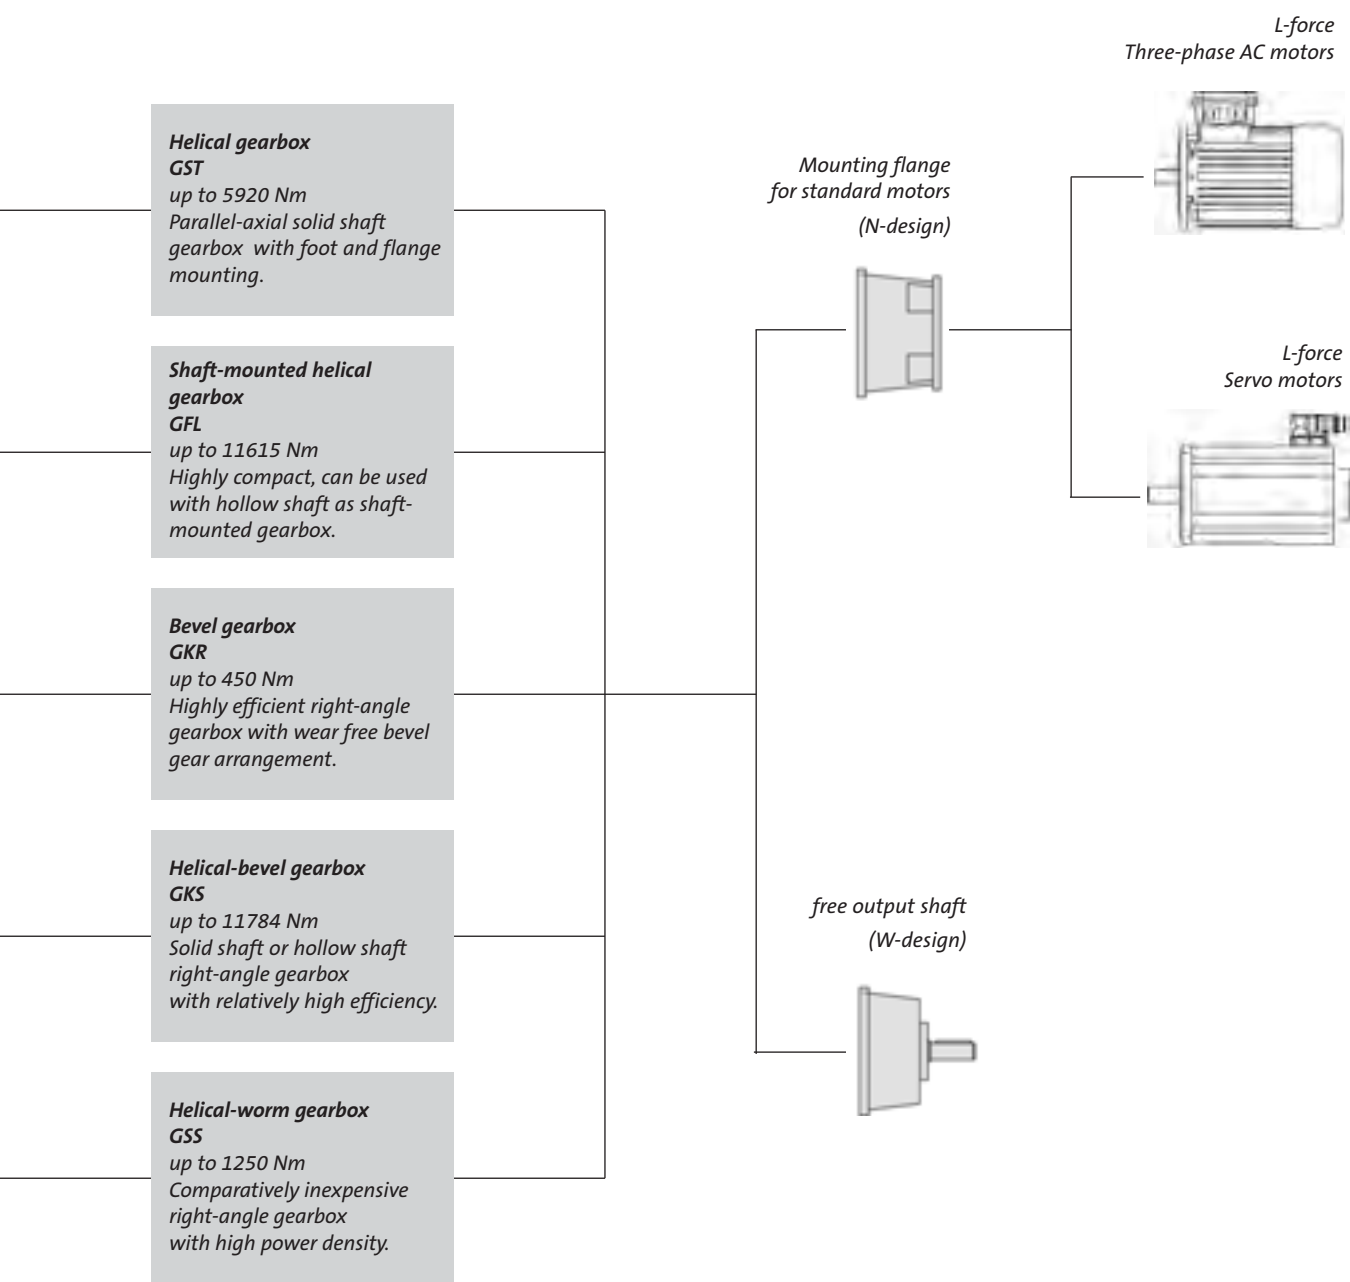 L-force
Three-phase AC motors
Helical gearbox
GST
up to 5920 Nm
Parallel-axial solid shaft
gearbox with foot and flange
mounting.
Mounting flange
for standard motors
(N-design)
Shaft-mounted helical
gearbox
GFL
up to 11615 Nm
Highly compact, can be used
with hollow shaft as shaft-
mounted gearbox.
L-force
Servo motors
Bevel gearbox
GKR
up to 450 Nm
Highly efficient right-angle
gearbox with wear free bevel
gear arrangement.
Helical-bevel gearbox
GKS
up to 11784 Nm
Solid shaft or hollow shaft
right-angle gearbox
with relatively high efficiency.
free output shaft
(W-design)
Helical-worm gearbox
GSS
up to 1250 Nm
Comparatively inexpensive
right-angle gearbox
with high power density.